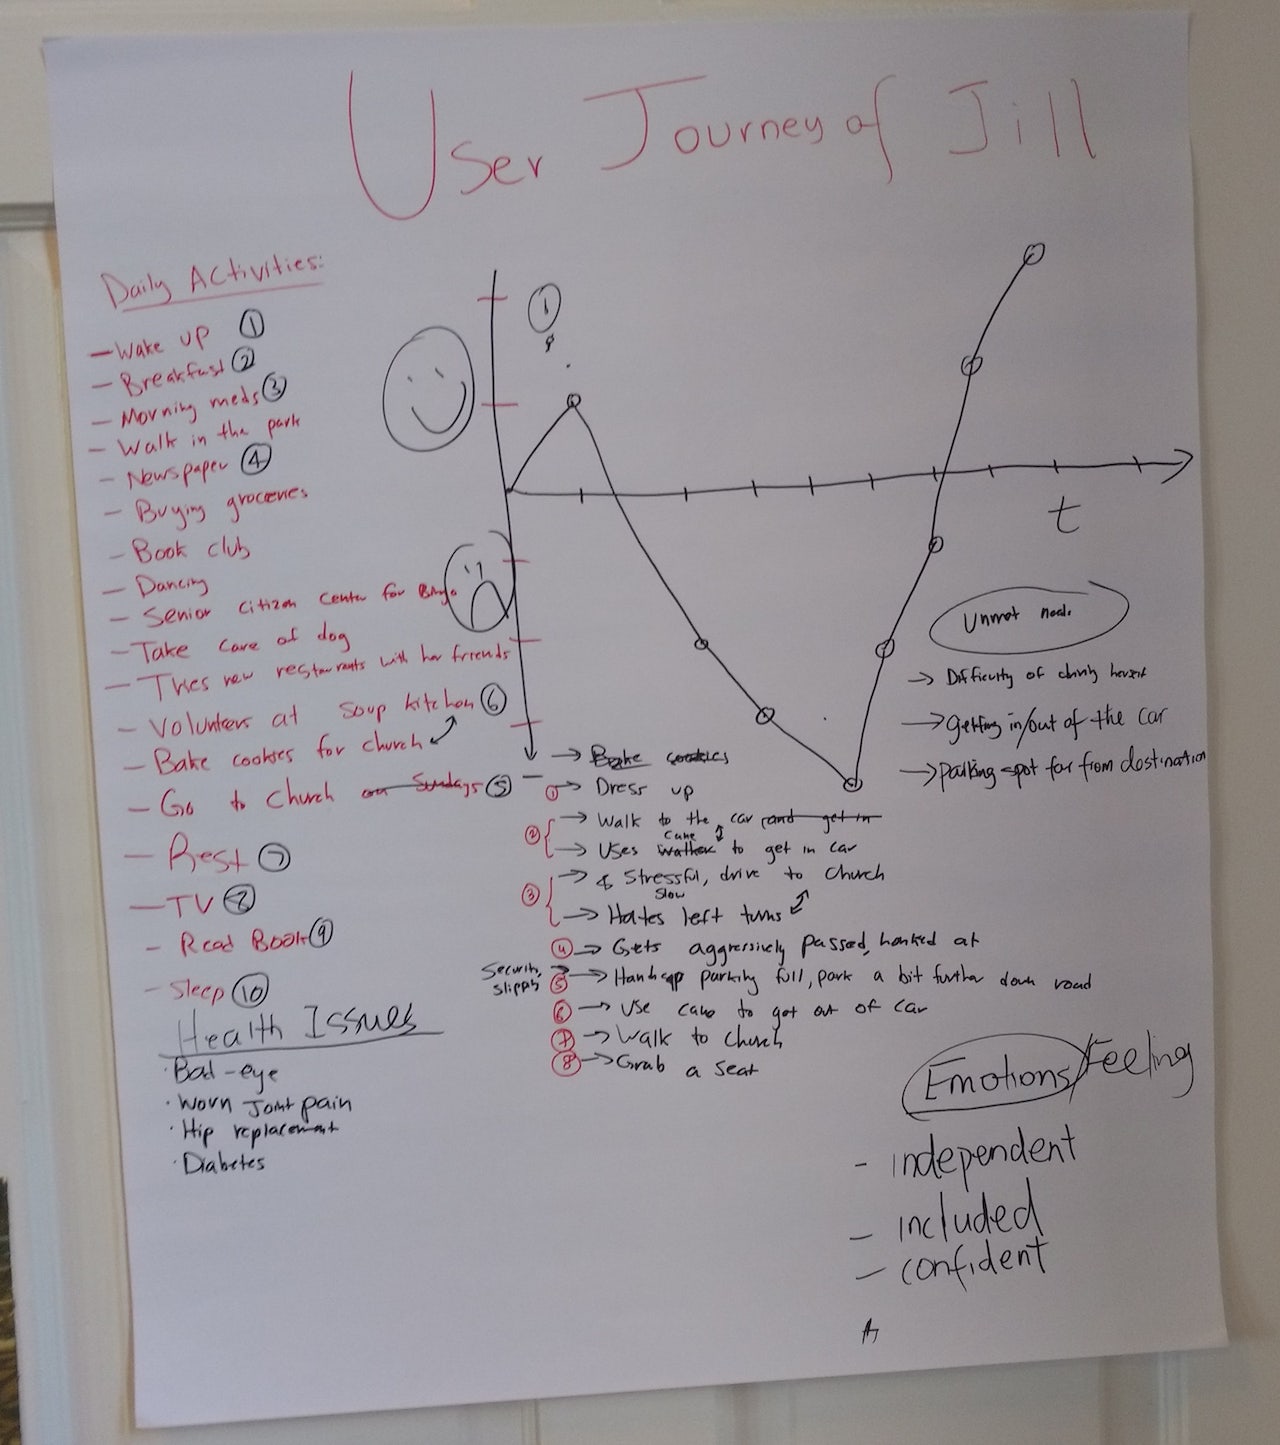 User Journey of Jill
Daily Activities:
— Wake up ①
— Breakfast ②
— Morning meds ③
— Walk in the park
— Newspaper ④
— Buying groceries
— Book club
— Dancing
— Senior citizen center for Bingo
— Take care of dog
— Tries new restaurants with her friends
— Volunteers at soup kitchen ⑥
— Bake cookies for church
— Go to church on Sundays ⑤
— Rest ⑦
— TV ⑧
— Read Book ⑨
— Sleep ⑩
Health Issues
· Bad-eye
· Worn Joint pain
· Hip replacement
· Diabetes
①
t
→ Bake cookies
① → Dress up
② → Walk to the car (and get in
cane
→ Uses walker to get in car
③ → & Stressful, drive to church
slow
→ Hates left turns
④ → Gets aggressively passed, honked at
Security,
slippy
⑤ → Handicap parking full, park a bit further down road
⑥ → Use cane to get out of car
⑦ → Walk to church
⑧ → Grab a seat
Unmet needs
→ Difficulty of
→ Getting in/out of the car
→ parking spot far from destination
Emotions/Feeling
- independent
- included
- confident